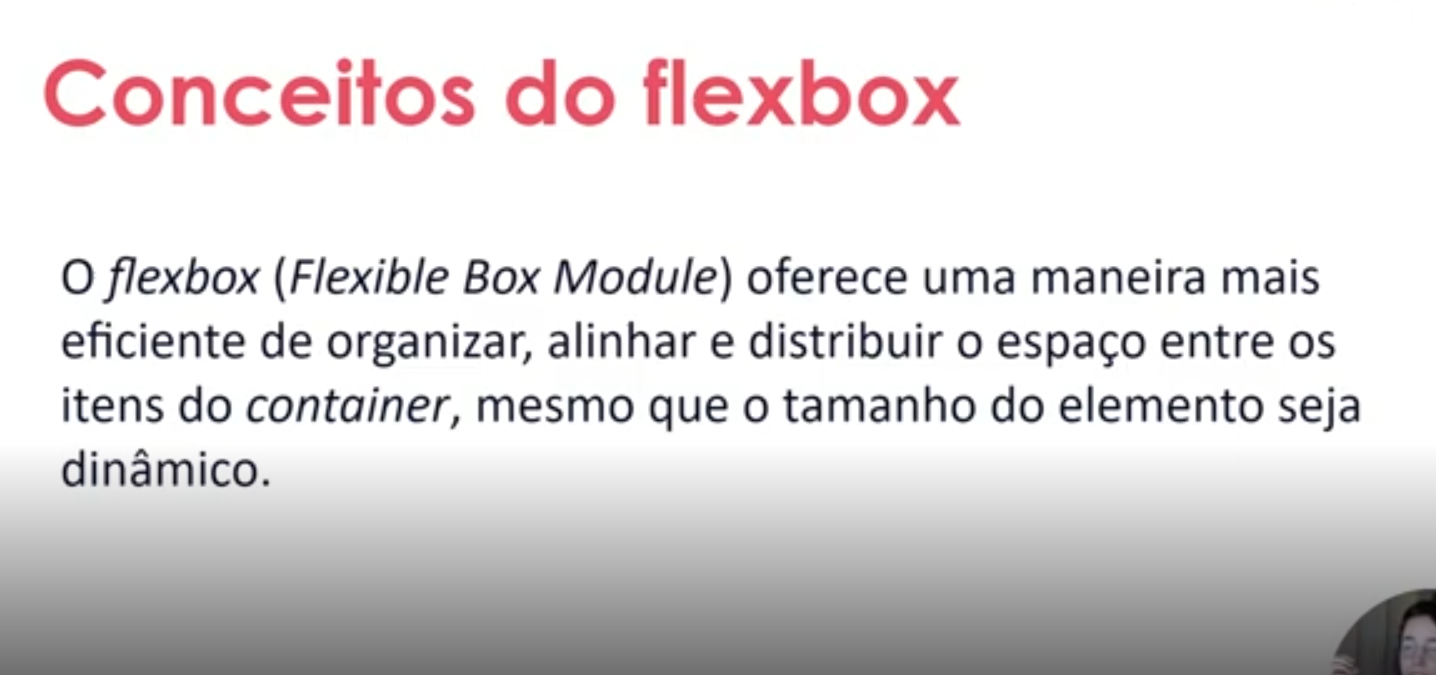 Conceitos do flexbox
O flexbox (Flexible Box Module) oferece uma maneira mais
eficiente de organizar, alinhar e distribuir o espaço entre os
itens do container, mesmo que o tamanho do elemento seja
dinâmico.